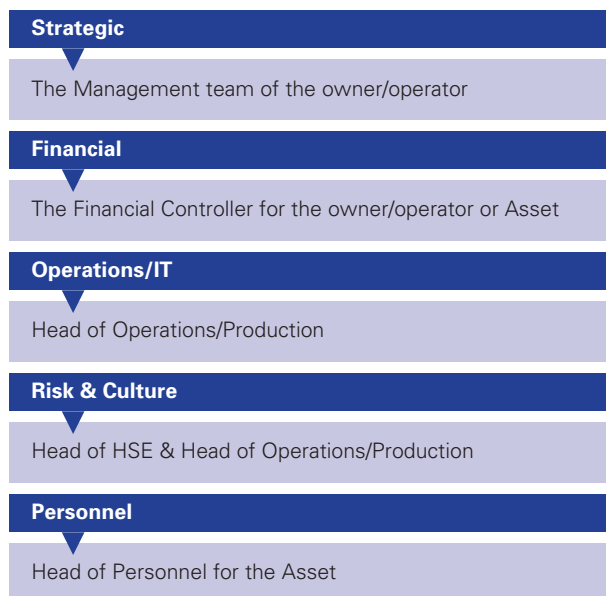 Strategic
The Management team of the owner/operator
Financial
The Financial Controller for the owner/operator or Asset
Operations/IT
Head of Operations/Production
Risk & Culture
Head of HSE & Head of Operations/Production
Personnel
Head of Personnel for the Asset